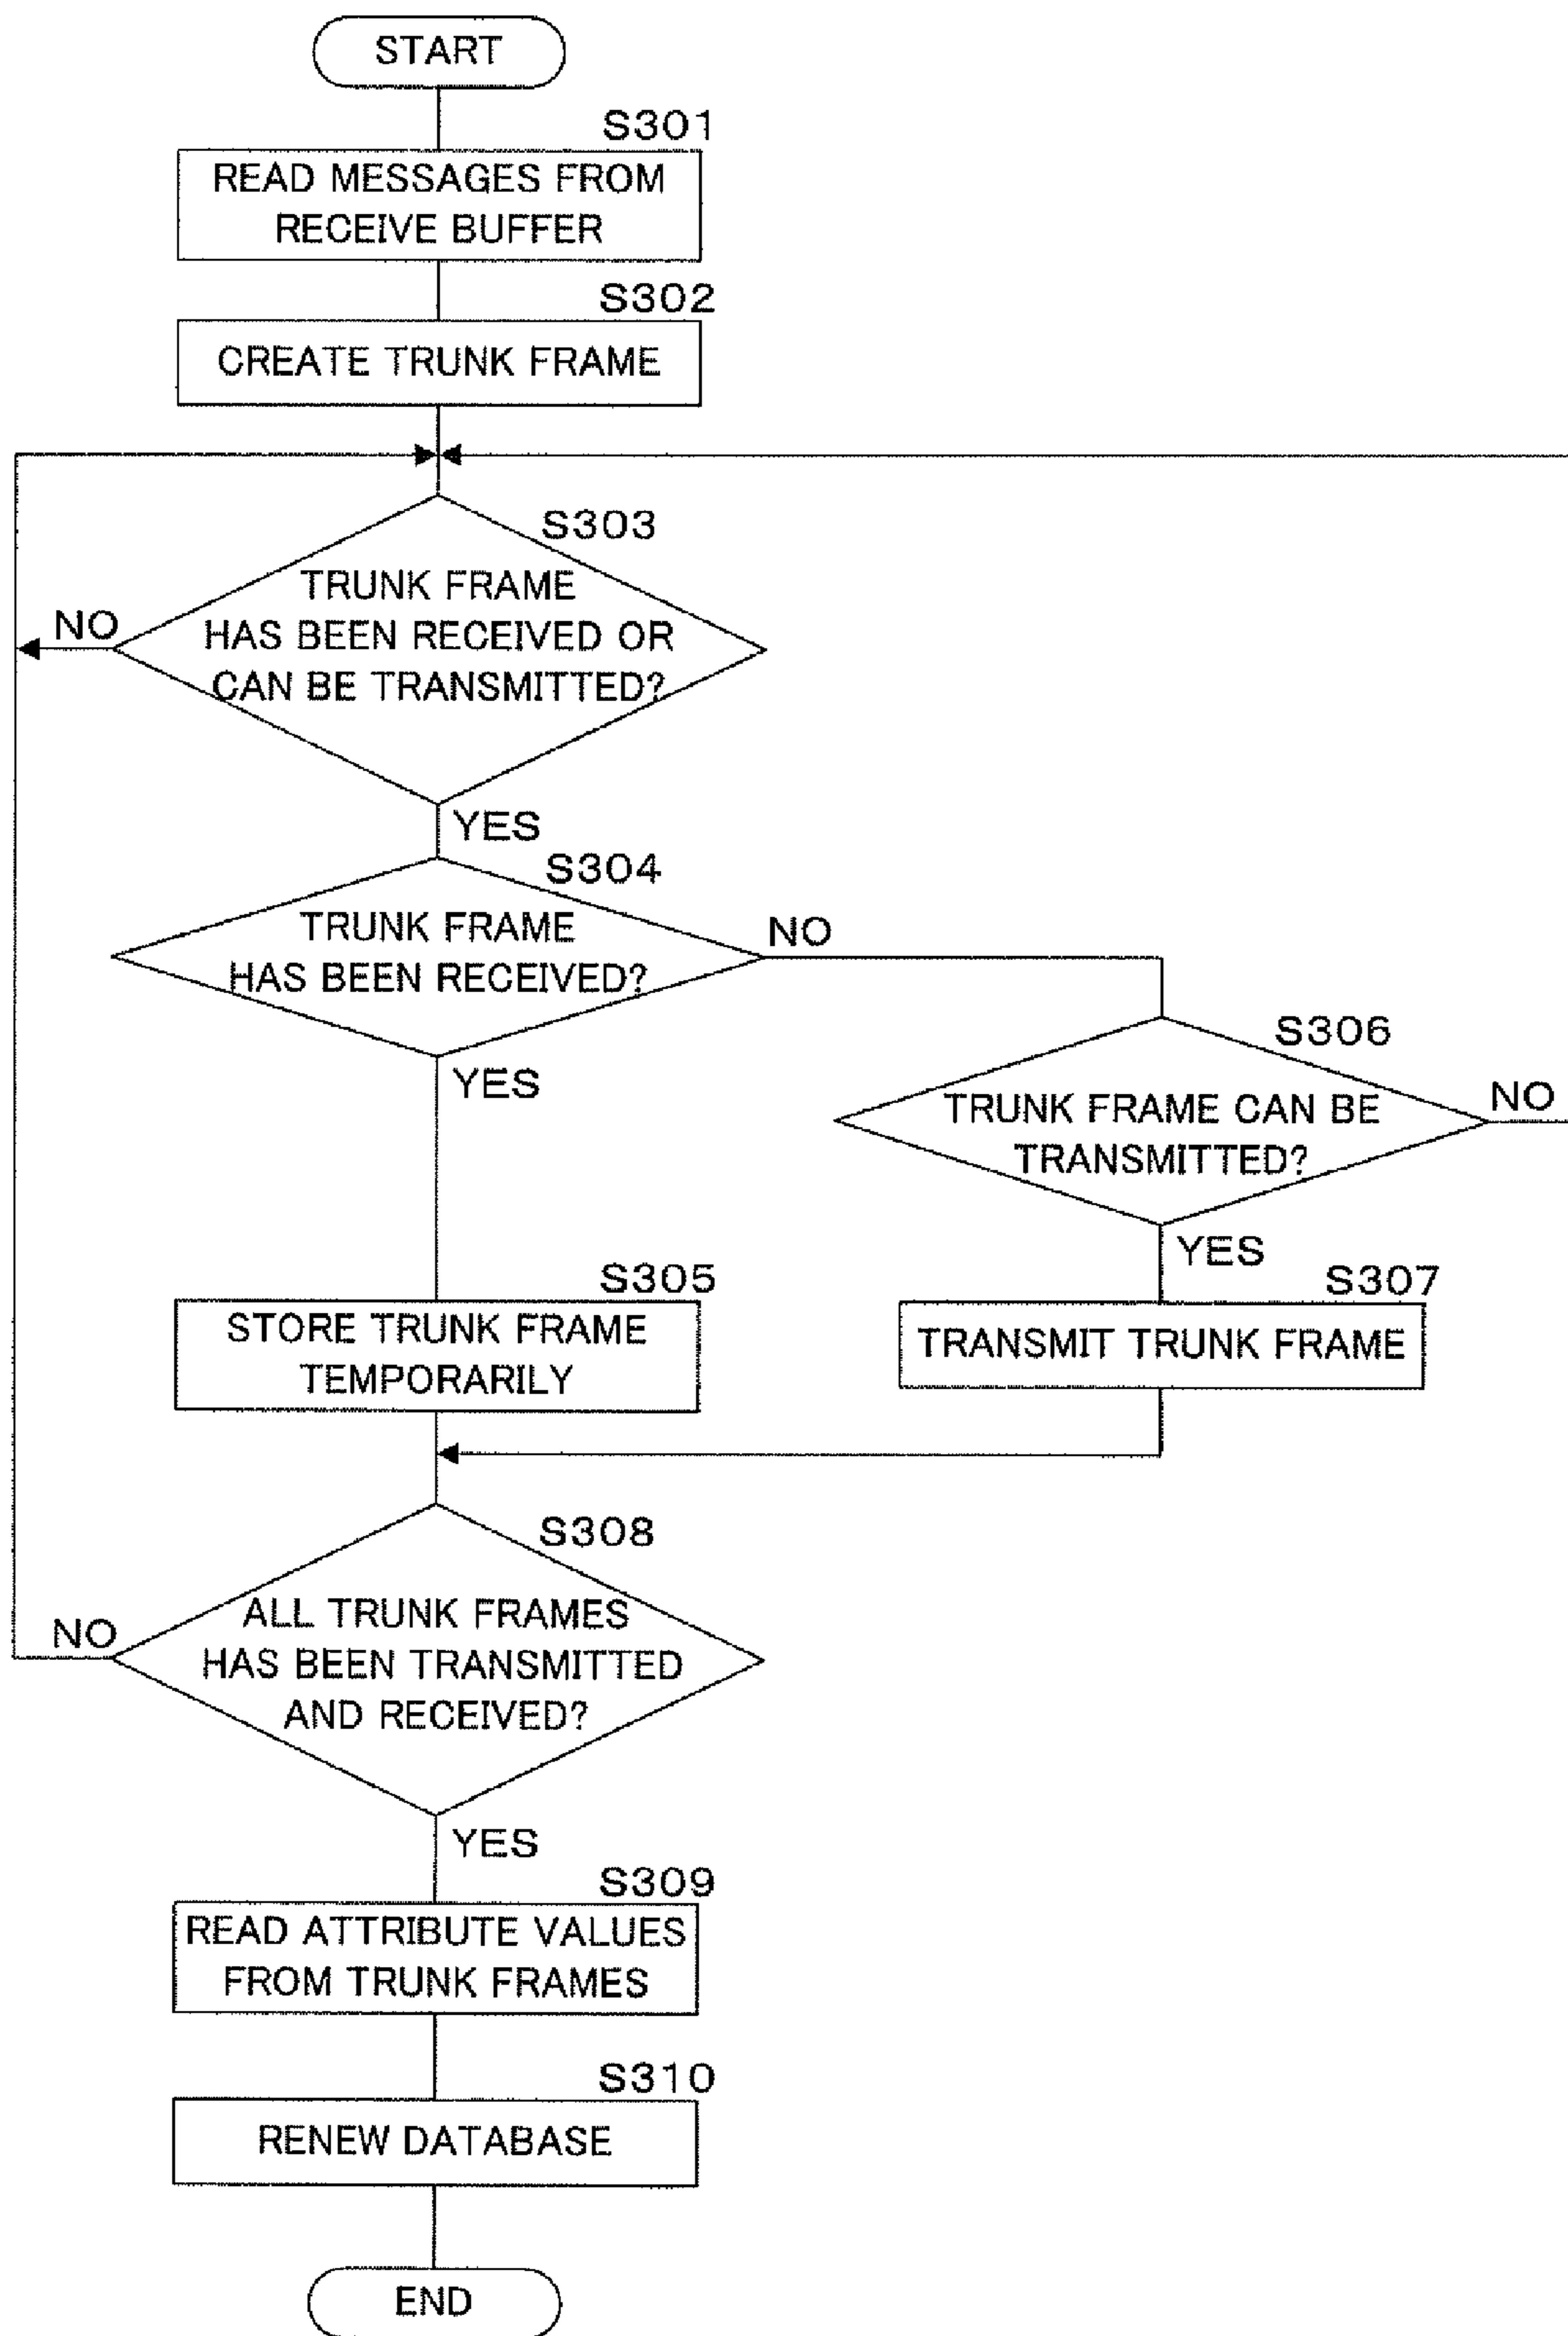 START
S301
READ MESSAGES FROM
RECEIVE BUFFER
S302
CREATE TRUNK FRAME
S303
TRUNK FRAME
HAS BEEN RECEIVED OR
CAN BE TRANSMITTED?
NO
YES
S304
TRUNK FRAME
HAS BEEN RECEIVED?
NO
YES
S306
TRUNK FRAME CAN BE
TRANSMITTED?
NO
YES
S305
STORE TRUNK FRAME
TEMPORARILY
S307
TRANSMIT TRUNK FRAME
S308
ALL TRUNK FRAMES
HAS BEEN TRANSMITTED
AND RECEIVED?
NO
YES
S309
READ ATTRIBUTE VALUES
FROM TRUNK FRAMES
S310
RENEW DATABASE
END